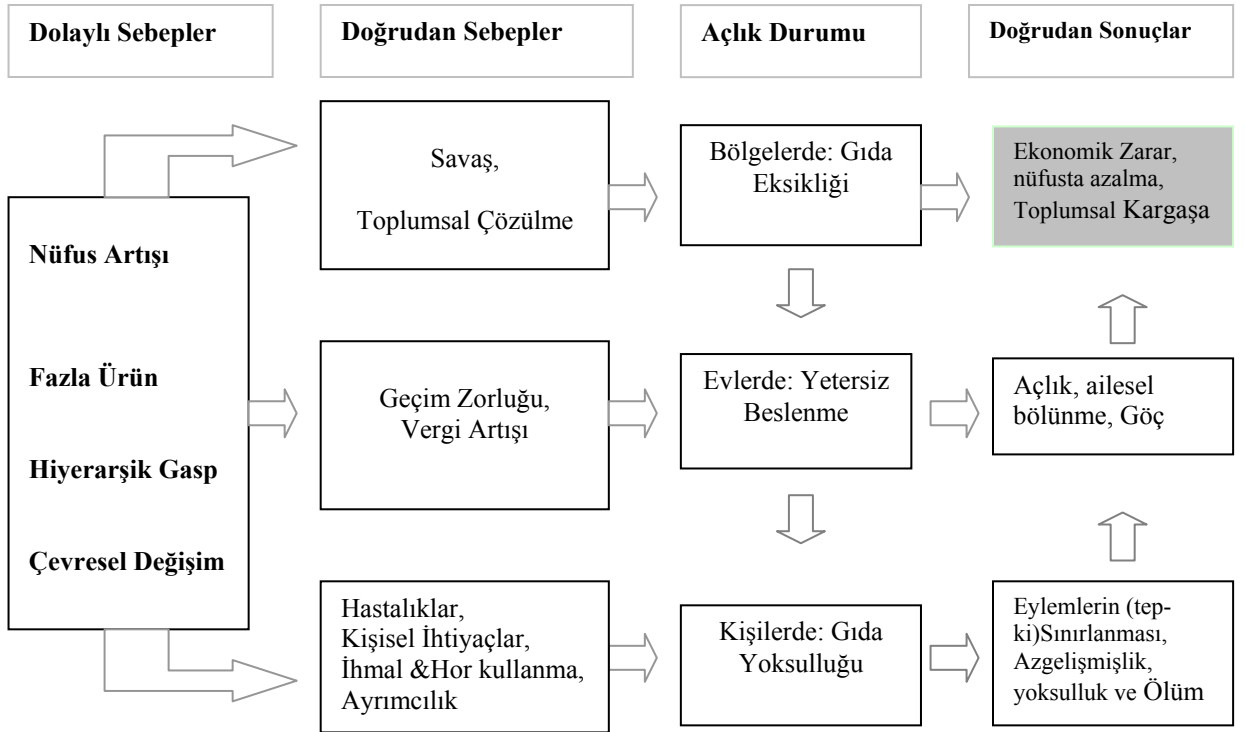 Dolaylı Sebepler
Doğrudan Sebepler
Açlık Durumu
Doğrudan Sonuçlar
Nüfus Artışı
Fazla Ürün
Hiyerarşik Gasp
Çevresel Değişim
Savaş,
Toplumsal Çözülme
Bölgelerde: Gıda
Eksikliği
Ekonomik Zarar,
nüfusta azalma,
Toplumsal Kargaşa
Geçim Zorluğu,
Vergi Artışı
Evlerde: Yetersiz
Beslenme
Açlık, ailesel
bölünme, Göç
Hastalıklar,
Kişisel İhtiyaçlar,
İhmal &Hor kullanma,
Ayrımcılık
Kişilerde: Gıda
Yoksulluğu
Eylemlerin (tep-
ki)Sınırlanması,
Azgelişmişlik,
yoksulluk ve Ölüm